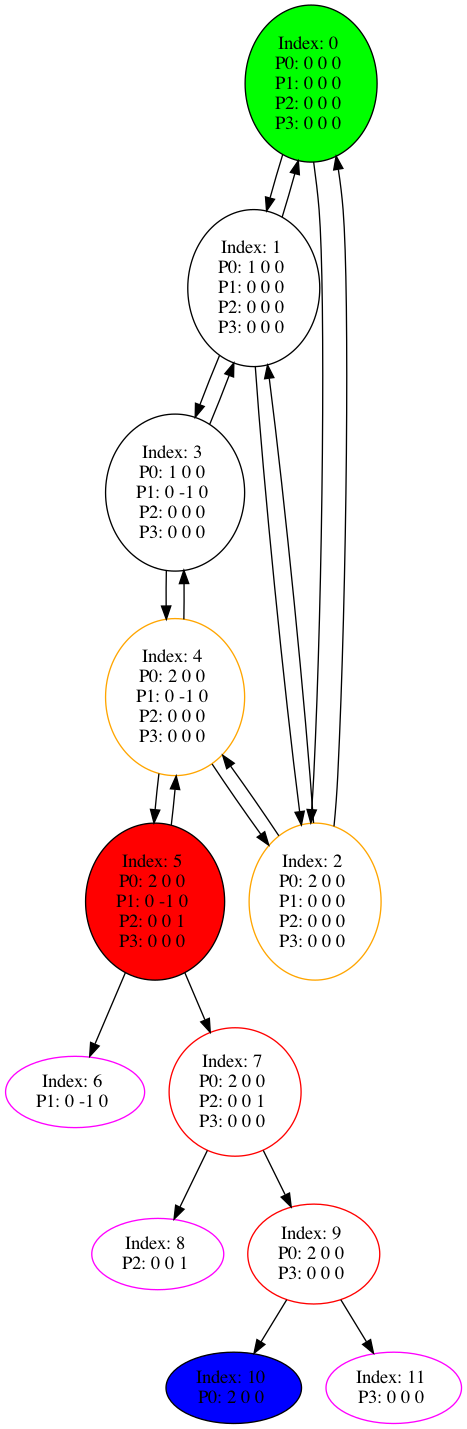 Index: 0
P0: 0 0 0
P1: 0 0 0
P2: 0 0 0
P3: 0 0 0
Index: 1
P0: 1 0 0
P1: 0 0 0
P2: 0 0 0
P3: 0 0 0
Index: 3
P0: 1 0 0
P1: 0 -1 0
P2: 0 0 0
P3: 0 0 0
Index: 4
P0: 2 0 0
P1: 0 -1 0
P2: 0 0 0
P3: 0 0 0
Index: 5
P0: 2 0 0
P1: 0 -1 0
P2: 0 0 1
P3: 0 0 0
Index: 2
P0: 2 0 0
P1: 0 0 0
P2: 0 0 0
P3: 0 0 0
Index: 6
P1: 0 -1 0
Index: 7
P0: 2 0 0
P2: 0 0 1
P3: 0 0 0
Index: 8
P2: 0 0 1
Index: 9
P0: 2 0 0
P3: 0 0 0
Index: 10
P0: 2 0 0
Index: 11
P3: 0 0 0